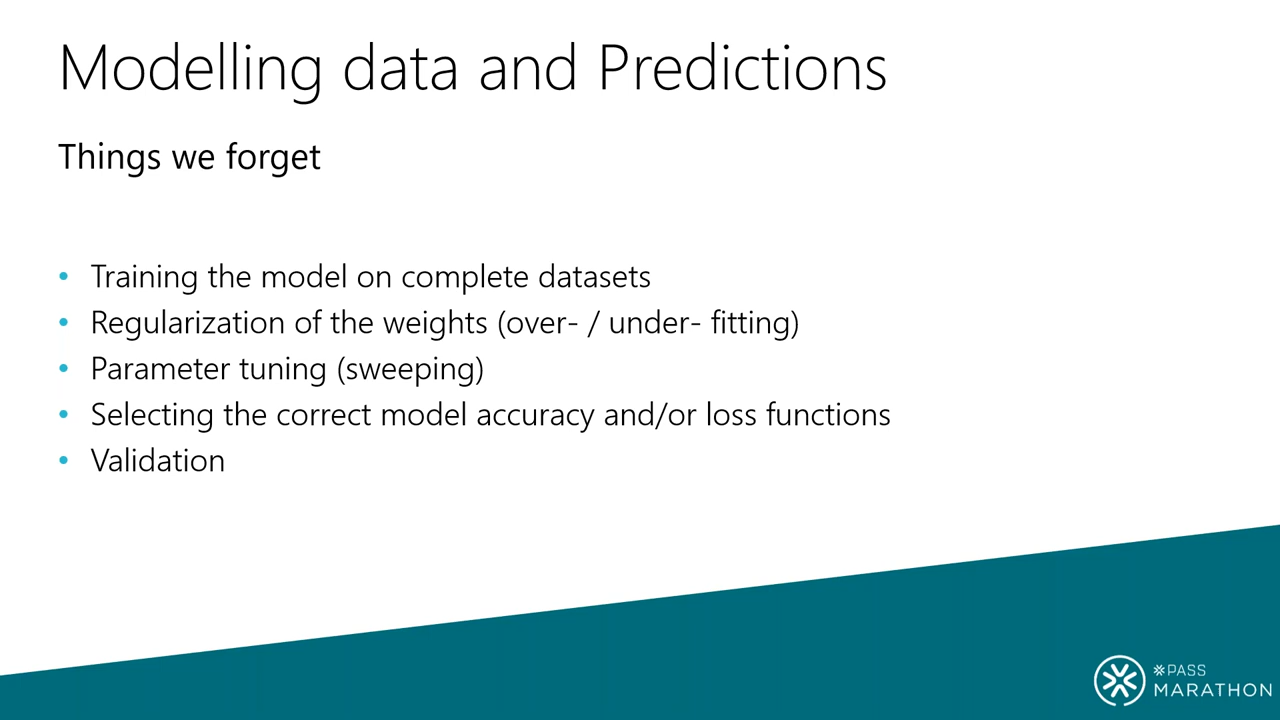 Modelling data and Predictions
Things we forget
• Training the model on complete datasets
• Regularization of the weights (over- / under- fitting)
• Parameter tuning (sweeping)
• Selecting the correct model accuracy and/or loss functions
• Validation
PASS
MARATHON